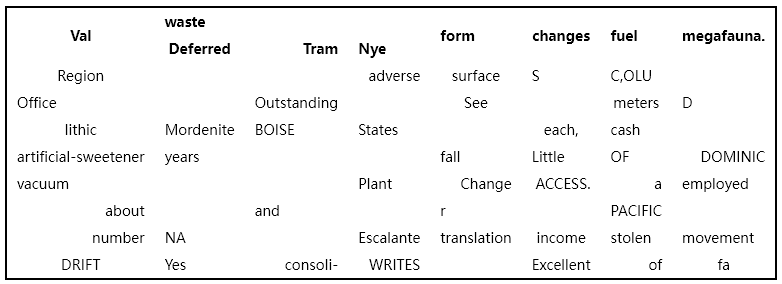 Val waste Deferred Tram Nye form changes fuel megafauna.
Region adverse surface S C,OLU
Office Outstanding See meters D
lithic Mordenite BOISE States each, cash
artificial-sweetener years fall Little OF DOMINIC
vacuum Plant Change ACCESS. a employed
about and r PACIFIC
number NA Escalante translation income stolen movement
DRIFT Yes consoli- WRITES Excellent of fa